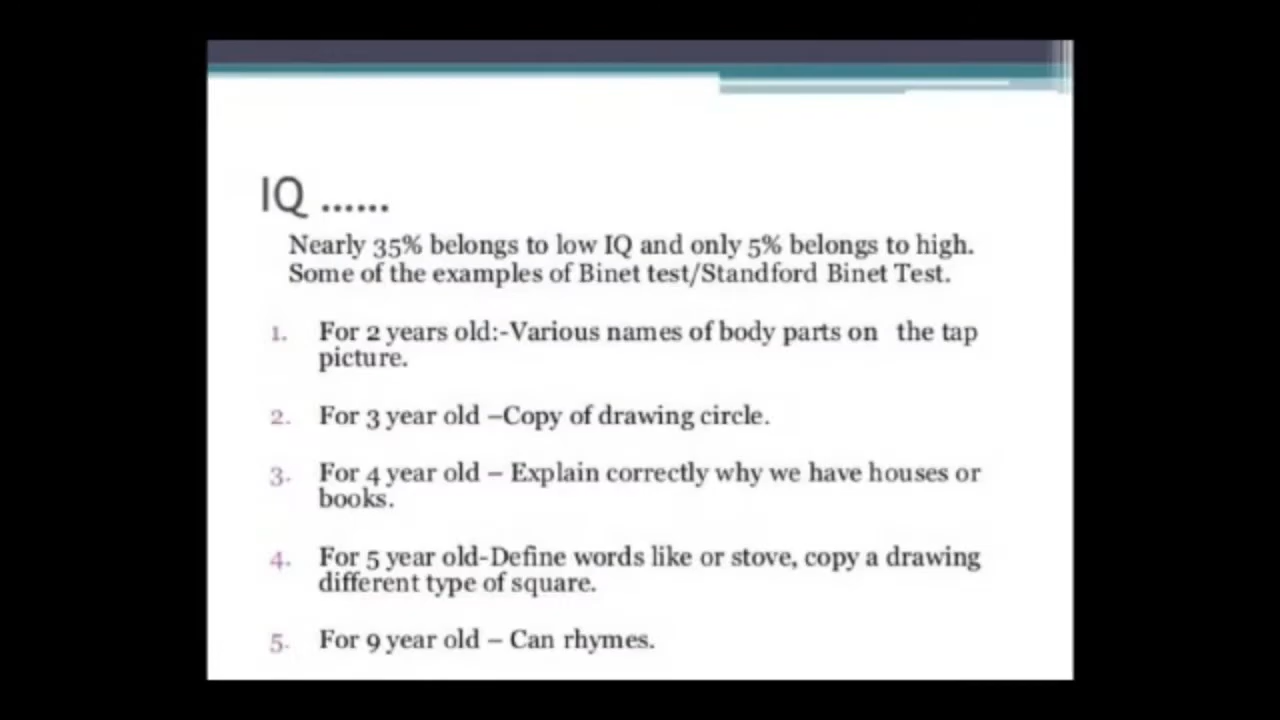 IQ ......
Nearly 35% belongs to low IQ and only 5% belongs to high.
Some of the examples of Binet test/Standford Binet Test.
1. For 2 years old:-Various names of body parts on the tap
picture.
2. For 3 year old –Copy of drawing circle.
3. For 4 year old – Explain correctly why we have houses or
books.
4. For 5 year old-Define words like or stove, copy a drawing
different type of square.
5. For 9 year old – Can rhymes.